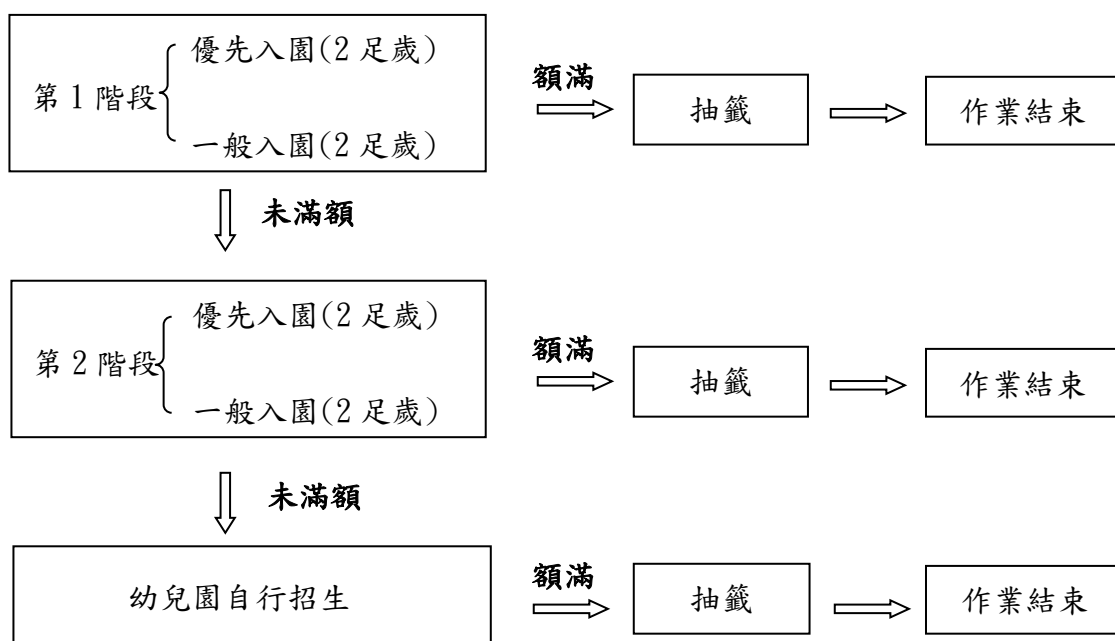 優先入園(2 足歲)
第 1 階段
一般入園(2 足歲)
額滿
抽籤
作業結束
未滿額
優先入園(2 足歲)
第 2 階段
一般入園(2 足歲)
額滿
抽籤
作業結束
未滿額
幼兒園自行招生
額滿
抽籤
作業結束